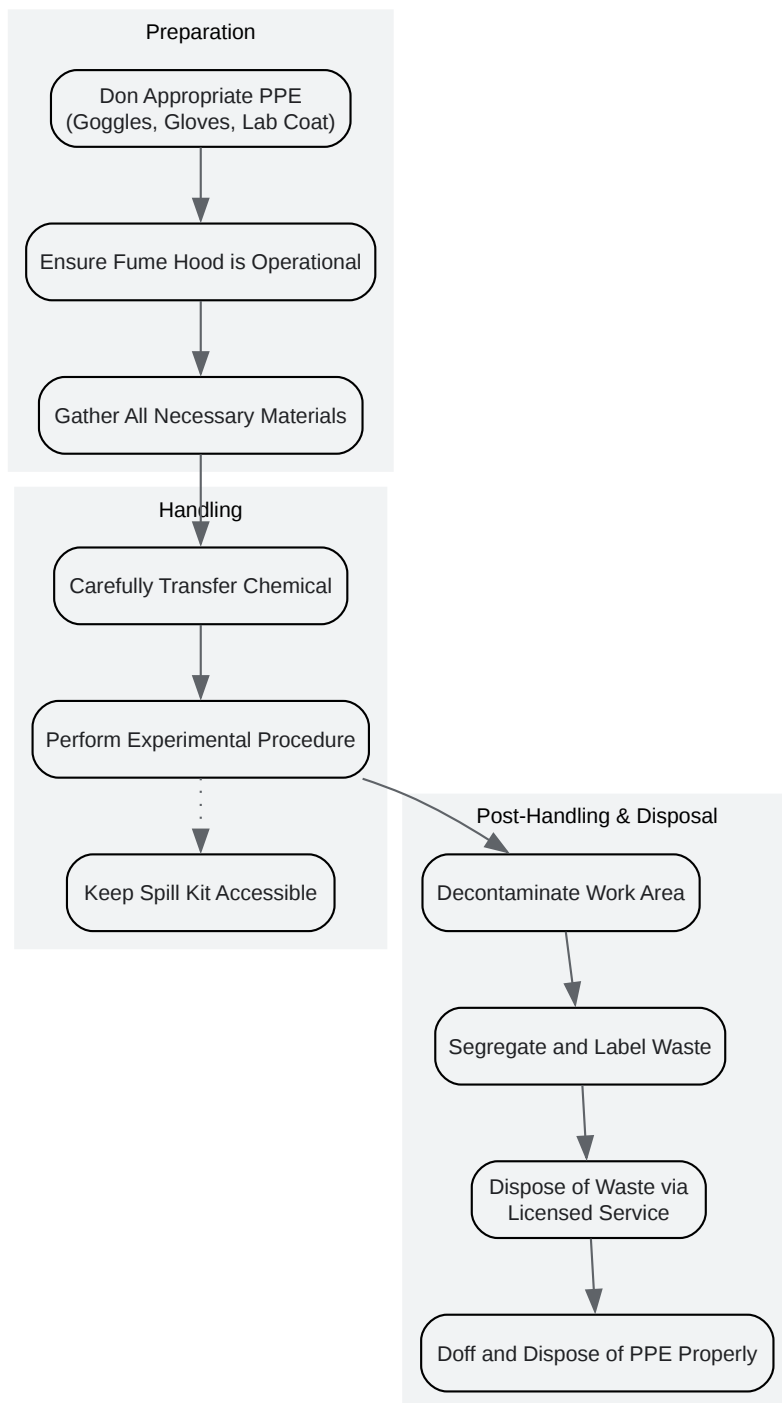 Preparation
Don Appropriate PPE
(Goggles, Gloves, Lab Coat)
Ensure Fume Hood is Operational
Gather All Necessary Materials
Handling
Carefully Transfer Chemical
Perform Experimental Procedure
Keep Spill Kit Accessible
Post-Handling & Disposal
Decontaminate Work Area
Segregate and Label Waste
Dispose of Waste via
Licensed Service
Doff and Dispose of PPE Properly